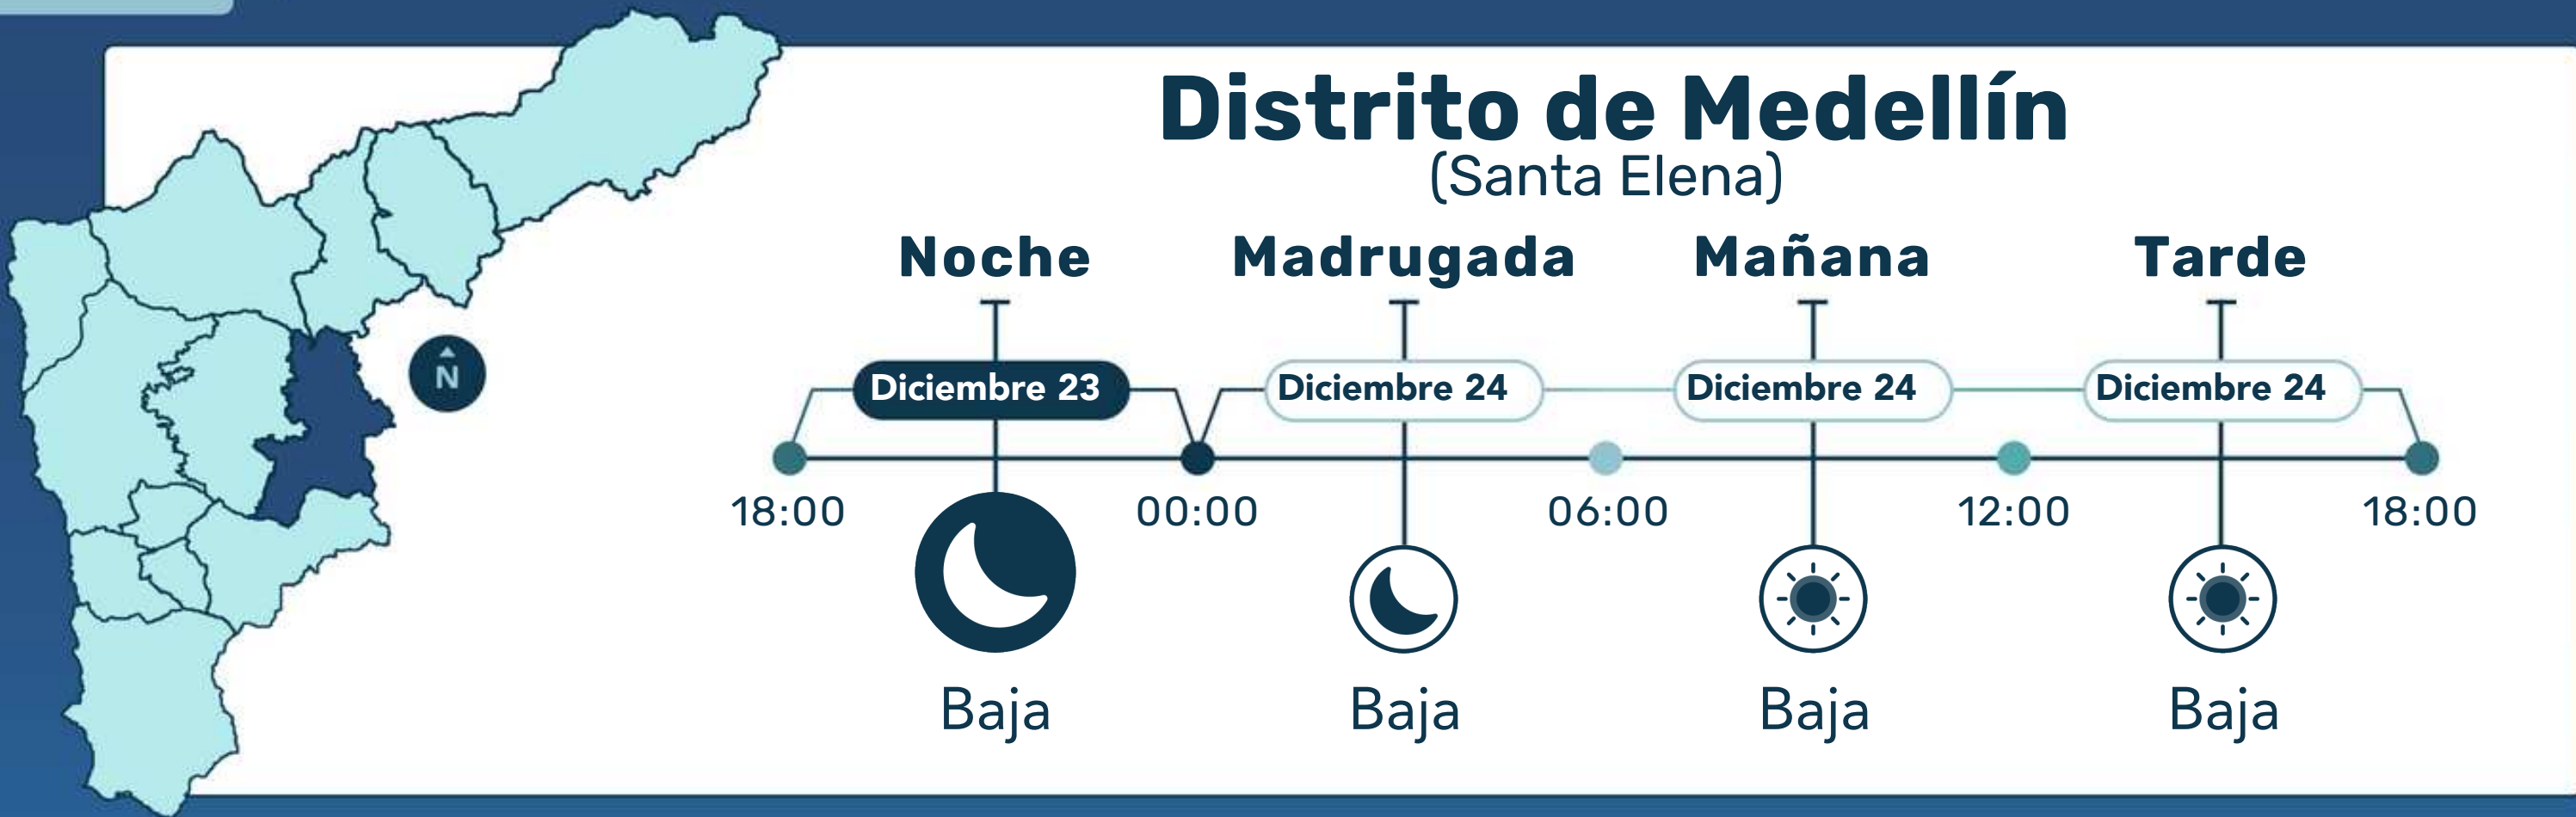 Distrito de Medellín
(Santa Elena)
Noche Madrugada Mañana Tarde
N
Diciembre 23 Diciembre 24 Diciembre 24 Diciembre 24
18:00 00:00 06:00 12:00 18:00
Baja Baja Baja Baja